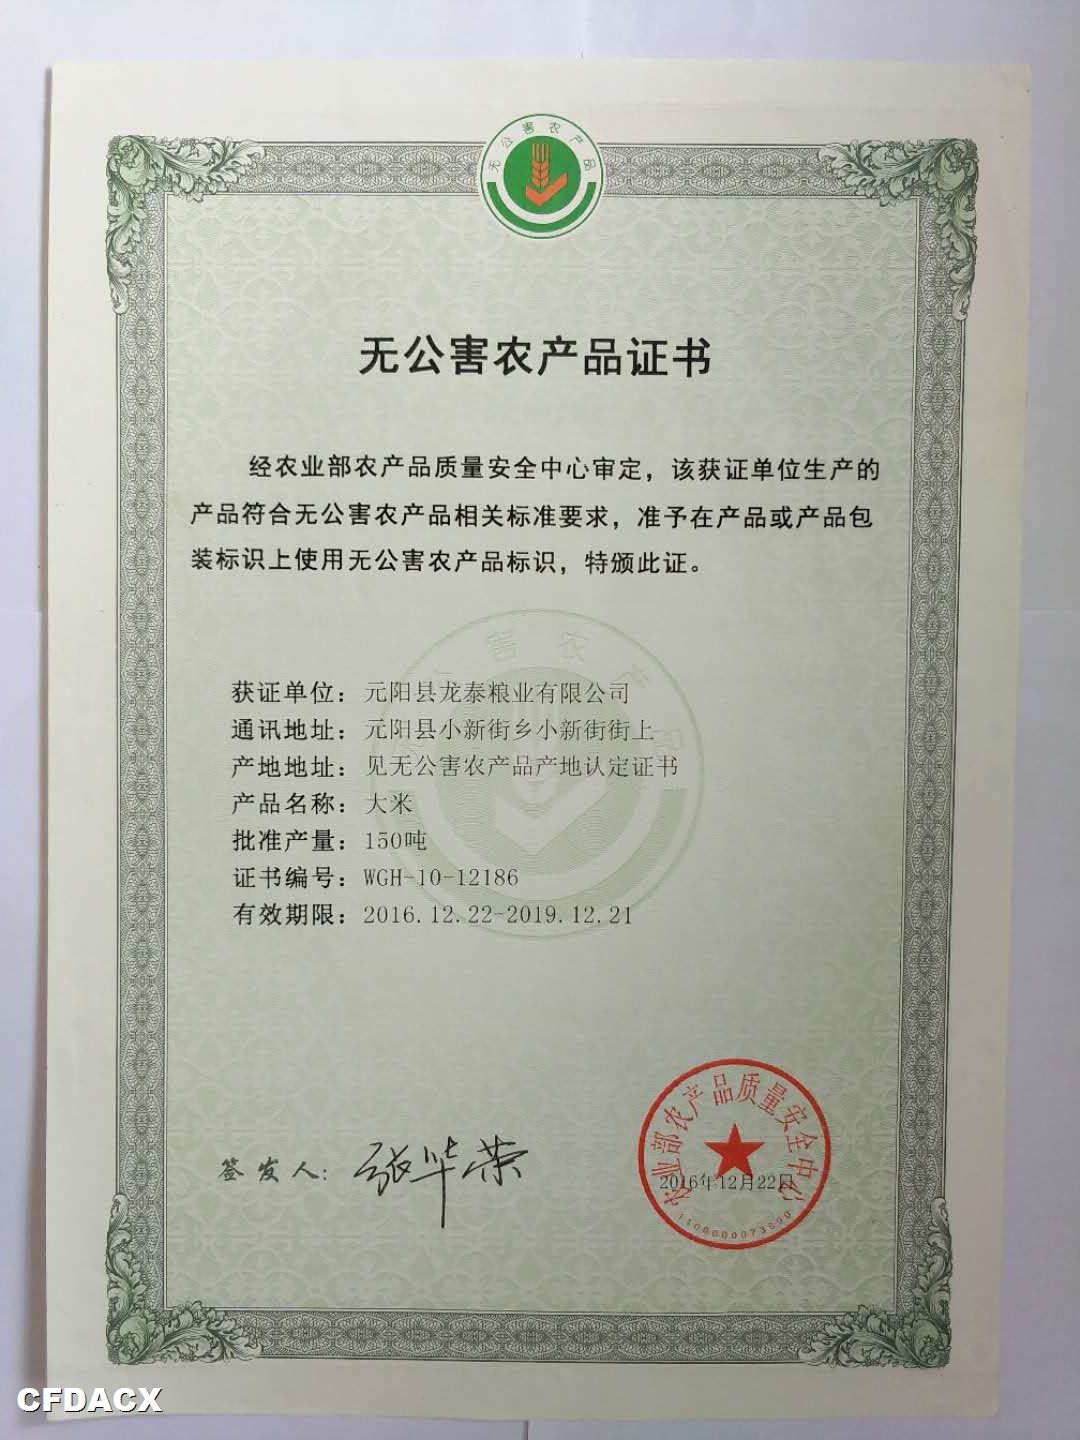 无公害农产品
无公害农产品证书
经农业部农产品质量安全中心审定，该获证单位生产的
产品符合无公害农产品相关标准要求，准予在产品或产品包
装标识上使用无公害农产品标识，特颁此证。
获证单位：元阳县龙泰粮业有限公司
通讯地址：元阳县小新街乡小新街街上
产地地址：见无公害农产品产地认定证书
产品名称：大米
批准产量：150吨
证书编号：WGH-10-12186
有效期限：2016.12.22-2019.12.21
签发人：张华荣
农业部农产品质量安全中心
2016年12月22日
CFDACX